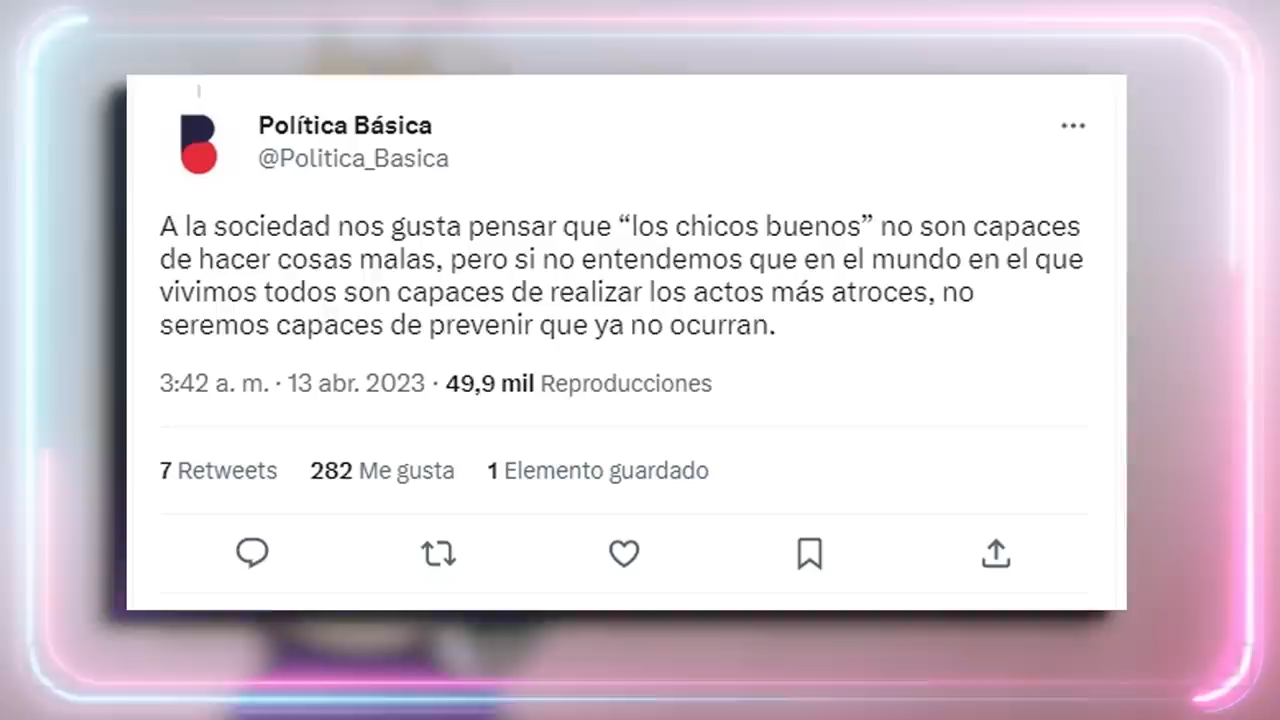 Política Básica
@Politica_Basica
A la sociedad nos gusta pensar que “los chicos buenos” no son capaces
de hacer cosas malas, pero si no entendemos que en el mundo en el que
vivimos todos son capaces de realizar los actos más atroces, no
seremos capaces de prevenir que ya no ocurran.
3:42 a. m. · 13 abr. 2023 · 49,9 mil Reproducciones
7 Retweets 282 Me gusta 1 Elemento guardado